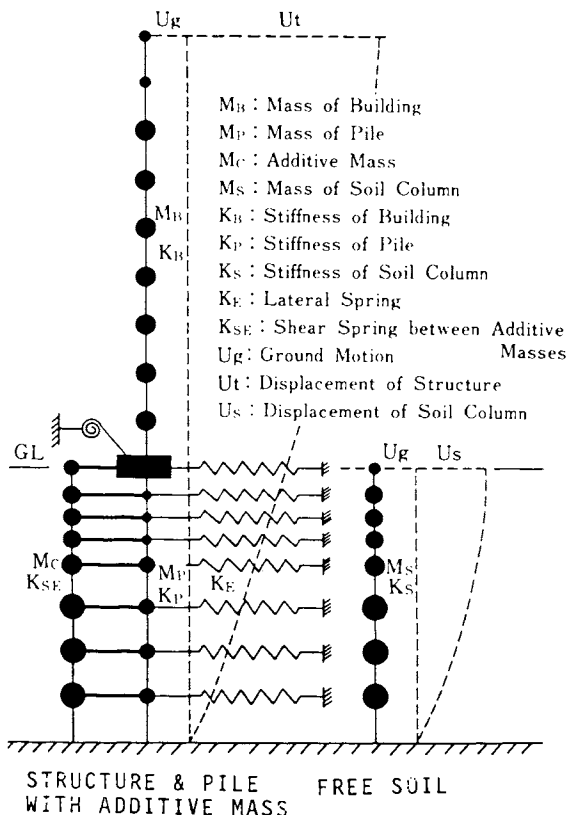 Ug Ut
MB : Mass of Building
MP : Mass of Pile
MC : Additive Mass
MS : Mass of Soil Column
KB : Stiffness of Building
KP : Stiffness of Pile
KS : Stiffness of Soil Column
KE : Lateral Spring
KSE : Shear Spring between Additive
Masses
Ug : Ground Motion
Ut : Displacement of Structure
Us : Displacement of Soil Column
MB
KB
GL
Ug Us
MC
KSE
MP
KP
KE
MS
KS
STRUCTURE & PILE
WITH ADDITIVE MASS
FREE SOIL